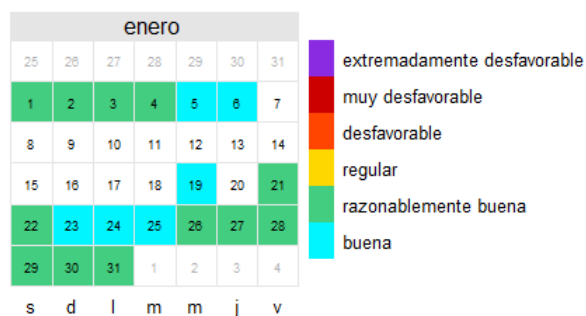 enero
25 26 27 28 29 30 31
1 2 3 4 5 6 7
8 9 10 11 12 13 14
15 16 17 18 19 20 21
22 23 24 25 26 27 28
29 30 31 1 2 3 4
s d l m m j v
extremadamente desfavorable
muy desfavorable
desfavorable
regular
razonablemente buena
buena